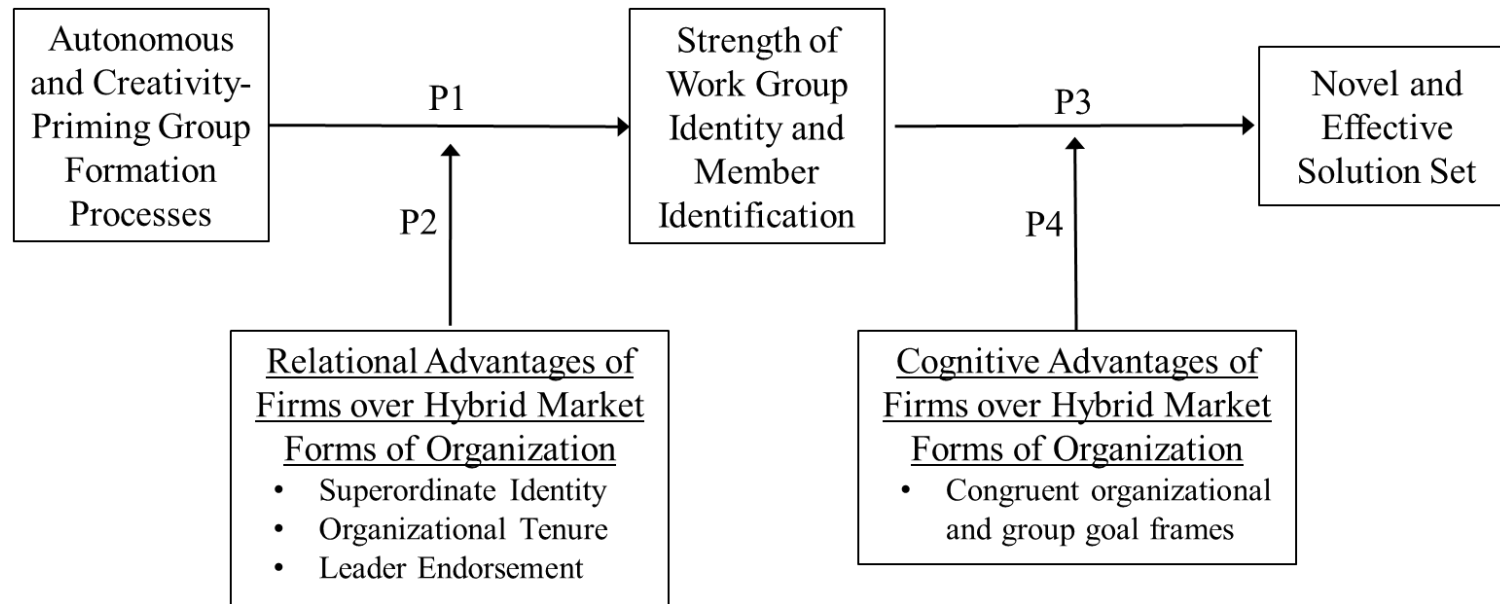 Autonomous
and Creativity-
Priming Group
Formation
Processes
P1
Strength of
Work Group
Identity and
Member
Identification
P3
Novel and
Effective
Solution Set
P2
P4
Relational Advantages of
Firms over Hybrid Market
Forms of Organization
• Superordinate Identity
• Organizational Tenure
• Leader Endorsement
Cognitive Advantages of
Firms over Hybrid Market
Forms of Organization
• Congruent organizational
and group goal frames